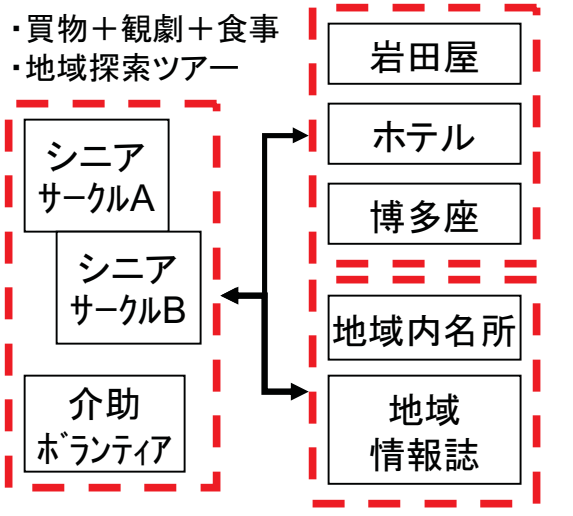 ・買物＋観劇＋食事
・地域探索ツアー
シニア
サークルA
シニア
サークルB
介助
ボランティア
岩田屋
ホテル
博多座
地域内名所
地域
情報誌